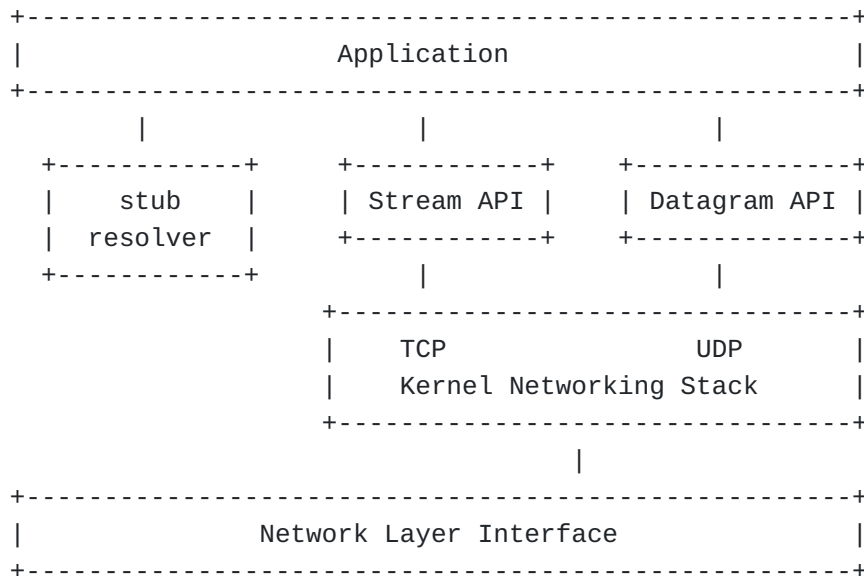 +-----------------------------------------------------+
|                    Application                      |
+-----------------------------------------------------+
        |                 |                  |
  +------------+     +------------+    +--------------+
  |    stub    |     | Stream API |    | Datagram API |
  |  resolver  |     +------------+    +--------------+
  +------------+          |                  |
                    +---------------------------------+
                    |    TCP                UDP       |
                    |    Kernel Networking Stack      |
                    +---------------------------------+
                                    |
+-----------------------------------------------------+
|               Network Layer Interface               |
+-----------------------------------------------------+